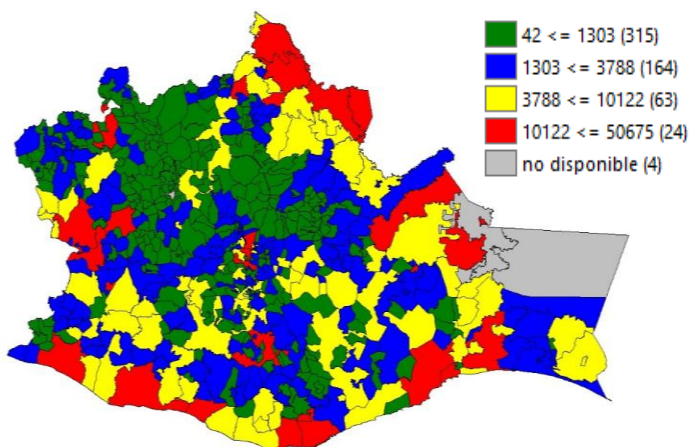 42 <= 1303 (315)
1303 <= 3788 (164)
3788 <= 10122 (63)
10122 <= 50675 (24)
no disponible (4)